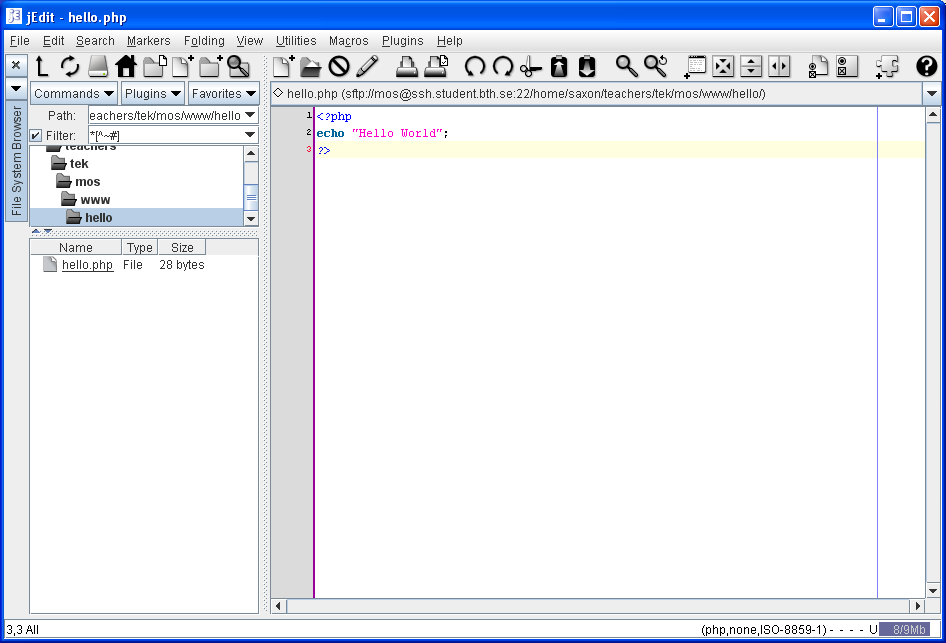 jEdit - hello.php
File Edit Search Markers Folding View Utilities Macros Plugins Help
Commands Plugins Favorites
hello.php (sftp://mos@ssh.student.bth.se:22/home/saxon/teachers/tek/mos/www/hello/)
Path: eachers/tek/mos/www/hello
Filter: *[^~#]
File System Browser
teachers
tek
mos
www
hello
Name Type Size
hello.php File 28 bytes
1 <?php
2 echo "Hello World";
3 ?>
3,3 All
(php,none,ISO-8859-1) - - - - U 8/9Mb